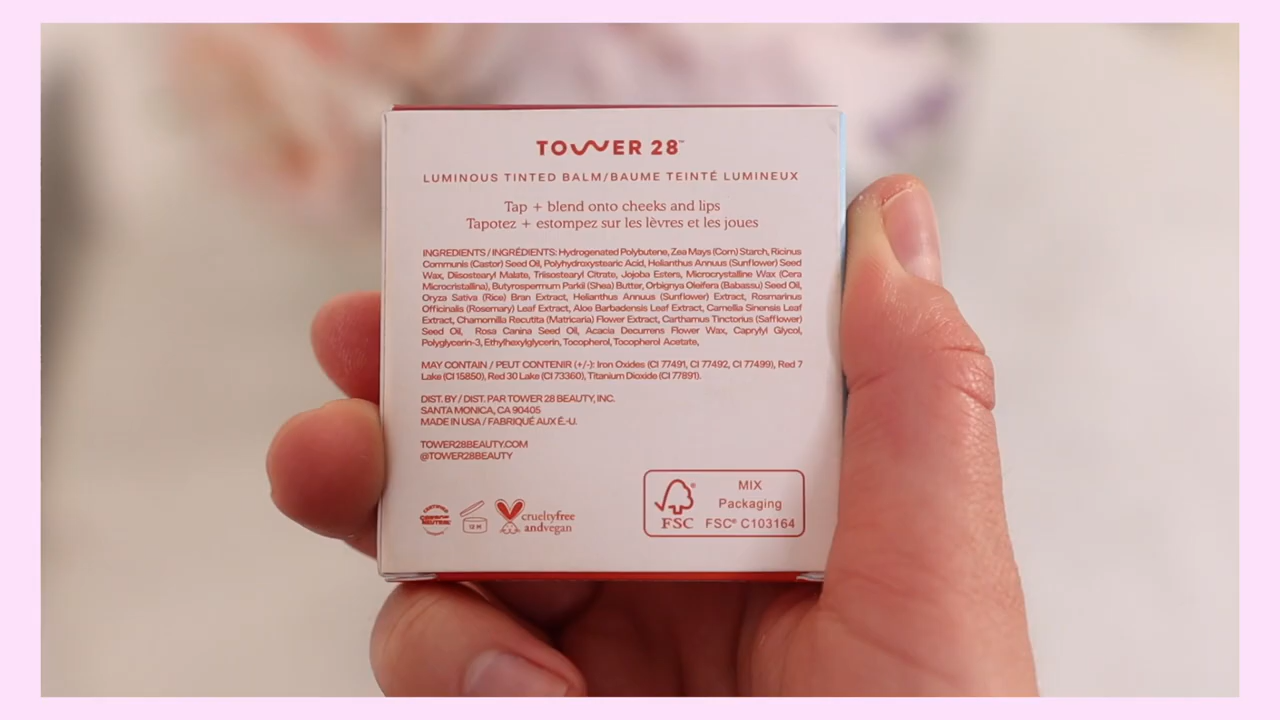 TOWER 28™
LUMINOUS TINTED BALM/BAUME TEINTÉ LUMINEUX
Tap + blend onto cheeks and lips
Tapotez + estompez sur les lèvres et les joues
INGREDIENTS / INGRÉDIENTS: Hydrogenated Polybutene, Zea Mays (Corn) Starch, Ricinus
Communis (Castor) Seed Oil, Polyhydroxystearic Acid, Helianthus Annuus (Sunflower) Seed
Wax, Diisostearyl Malate, Triisostearyl Citrate, Jojoba Esters, Microcrystalline Wax (Cera
Microcristallina), Butyrospermum Parkii (Shea) Butter, Orbignya Oleifera (Babassu) Seed Oil,
Oryza Sativa (Rice) Bran Extract, Helianthus Annuus (Sunflower) Extract, Rosmarinus
Officinalis (Rosemary) Leaf Extract, Aloe Barbadensis Leaf Extract, Camellia Sinensis Leaf
Extract, Chamomilla Recutita (Matricaria) Flower Extract, Carthamus Tinctorius (Safflower)
Seed Oil, Rosa Canina Seed Oil, Acacia Decurrens Flower Wax, Caprylyl Glycol,
Polyglycerin-3, Ethylhexylglycerin, Tocopherol, Tocopherol Acetate,
MAY CONTAIN / PEUT CONTENIR (+/-): Iron Oxides (CI 77491, CI 77492, CI 77499), Red 7
Lake (CI 15850), Red 30 Lake (CI 73360), Titanium Dioxide (CI 77891).
DIST. BY / DIST. PAR TOWER 28 BEAUTY, INC.
SANTA MONICA, CA 90405
MADE IN USA / FABRIQUÉ AUX É.-U.
TOWER28BEAUTY.COM
@TOWER28BEAUTY
CERTIFIED
CARBON
NEUTRAL
12 M
crueltyfree
andvegan
FSC®
MIX
Packaging
FSC® C103164